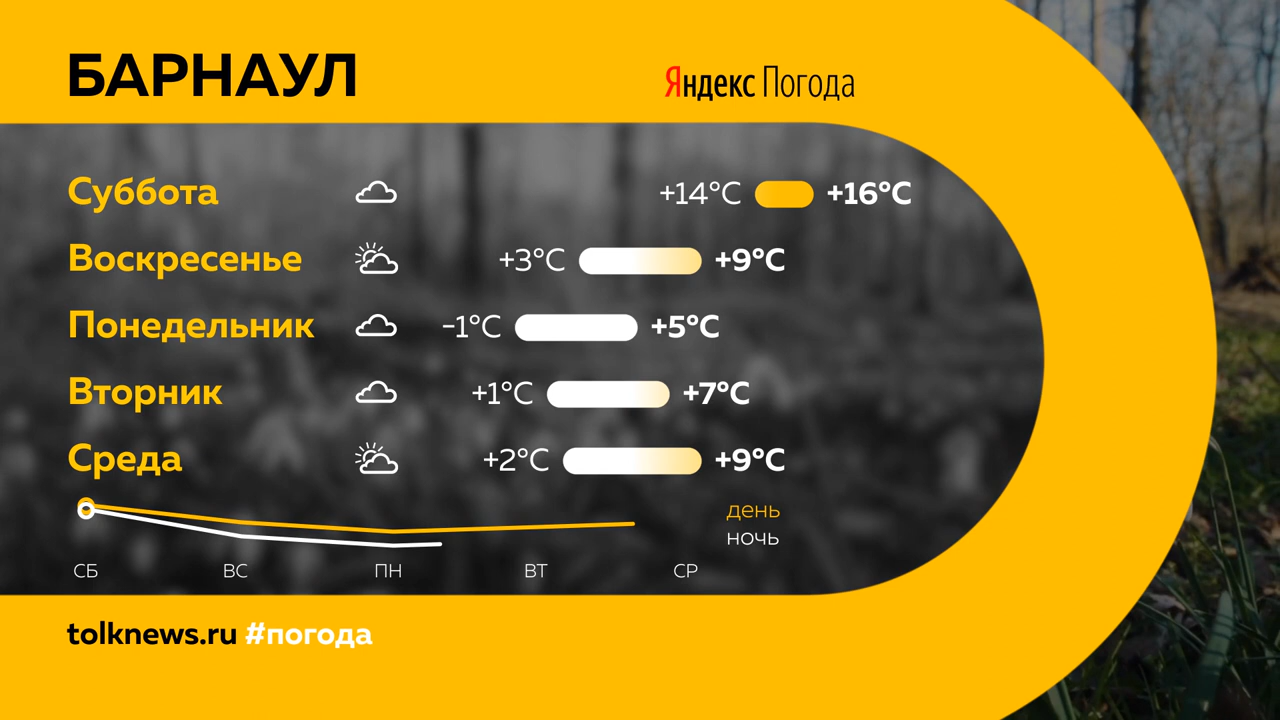 БАРНАУЛ
Яндекс Погода
Суббота +14°C +16°C
Воскресенье +3°C +9°C
Понедельник -1°C +5°C
Вторник +1°C +7°C
Среда +2°C +9°C
день
ночь
СБ ВС ПН ВТ СР
tolknews.ru #погода